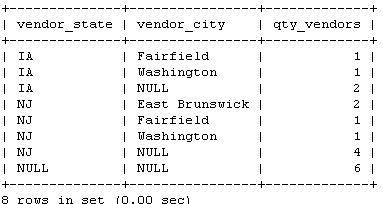 +--------------+----------------+-------------+
| vendor_state | vendor_city | qty_vendors |
+--------------+----------------+-------------+
| IA | Fairfield | 1 |
| IA | Washington | 1 |
| IA | NULL | 2 |
| NJ | East Brunswick | 2 |
| NJ | Fairfield | 1 |
| NJ | Washington | 1 |
| NJ | NULL | 4 |
| NULL | NULL | 6 |
+--------------+----------------+-------------+
8 rows in set (0.00 sec)